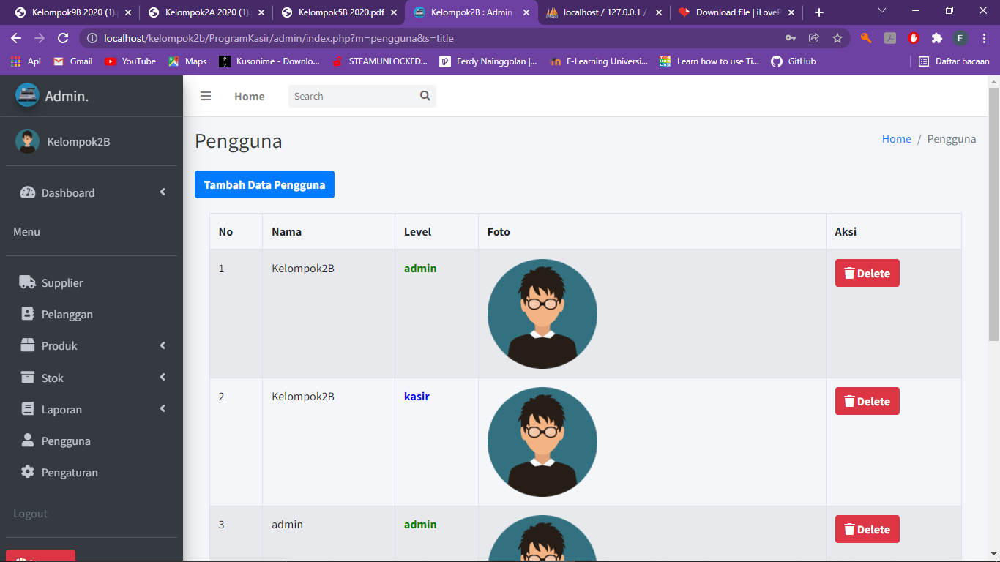 Kelompok9B 2020 (1).p
Kelompok2A 2020 (1).p
Kelompok5B 2020.pdf
Kelompok2B : Admin -
localhost / 127.0.0.1 /
Download file | iLoveP
localhost/kelompok2b/ProgramKasir/admin/index.php?m=pengguna&s=title
F
Apl
Gmail
YouTube
Maps
Kusonime - Downlo...
STEAMUNLOCKED...
Ferdy Nainggolan |...
E-Learning Universi...
Learn how to use Ti...
GitHub
Daftar bacaan
Admin.
Home
Search
Kelompok2B
Dashboard
Menu
Supplier
Pelanggan
Produk
Stok
Laporan
Pengguna
Pengaturan
Logout
Pengguna
Home / Pengguna
Tambah Data Pengguna
No Nama Level Foto Aksi
1 Kelompok2B admin Delete
2 Kelompok2B kasir Delete
3 admin admin Delete